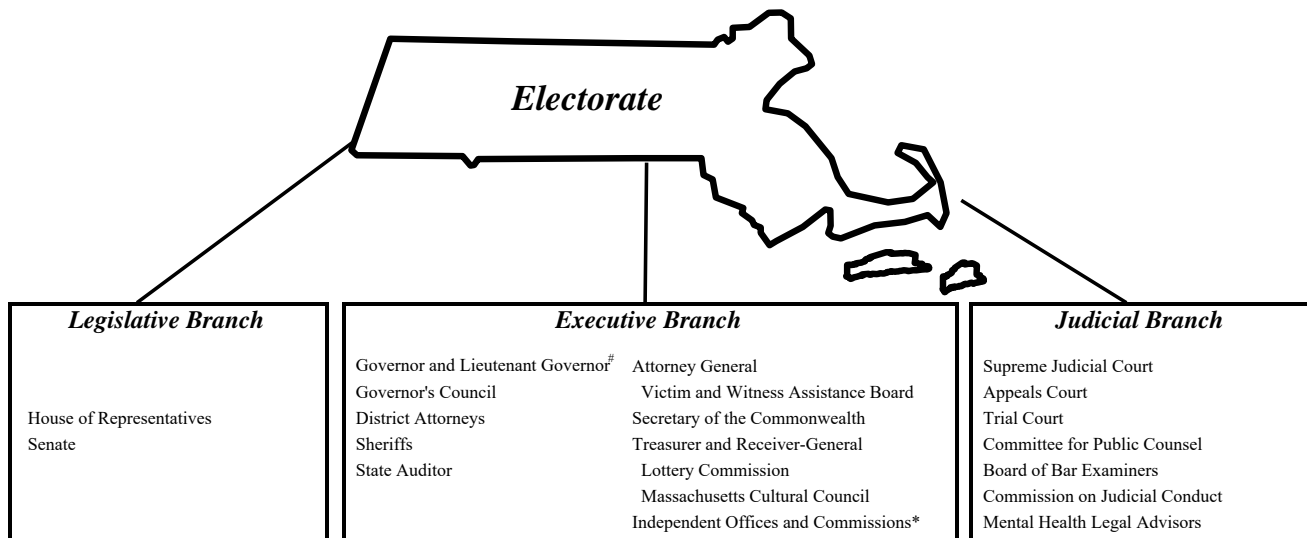 Electorate
Legislative Branch
House of Representatives
Senate
Executive Branch
Governor and Lieutenant Governor#
Governor's Council
District Attorneys
Sheriffs
State Auditor
Attorney General
Victim and Witness Assistance Board
Secretary of the Commonwealth
Treasurer and Receiver-General
Lottery Commission
Massachusetts Cultural Council
Independent Offices and Commissions*
Judicial Branch
Supreme Judicial Court
Appeals Court
Trial Court
Committee for Public Counsel
Board of Bar Examiners
Commission on Judicial Conduct
Mental Health Legal Advisors